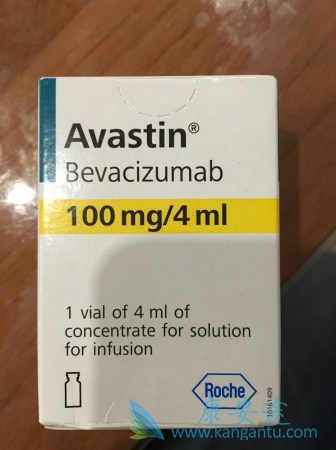 Avastin®
Bevacizumab
100 mg/4 ml
1 vial of 4 ml of
concentrate for solution
for infusion
Roche
10161409
康安途
www.kangantu.com